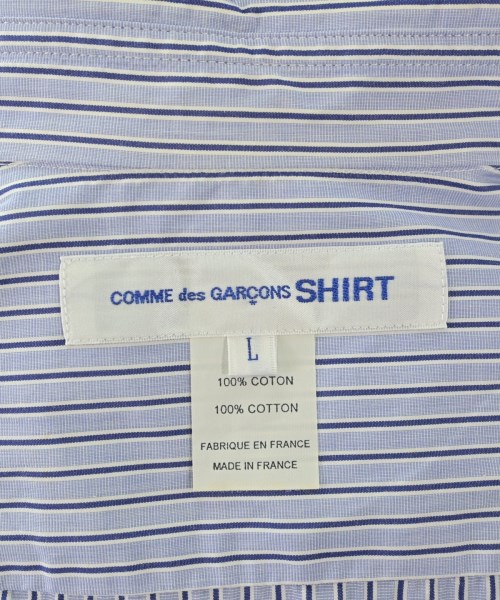 COMME des GARÇONS SHIRT
L
100% COTON
100% COTTON
FABRIQUE EN FRANCE
MADE IN FRANCE